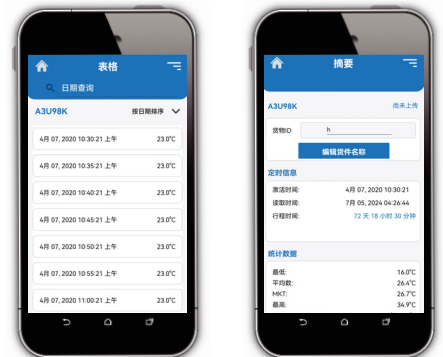 表格
日期查询
A3U98K 按日期排序
4月 07, 2020 10:30:21 上午 23.0°C
4月 07, 2020 10:35:21 上午 23.0°C
4月 07, 2020 10:40:21 上午 23.0°C
4月 07, 2020 10:45:21 上午 23.0°C
4月 07, 2020 10:50:21 上午 23.0°C
4月 07, 2020 10:55:21 上午 23.0°C
4月 07, 2020 11:00:21 上午 23.0°C
摘要
A3U98K 尚未上传
货物ID h
编辑货件名称
定时信息
激活时间: 4月 07, 2020 10:30:21
读取时间: 7月 05, 2024 04:26:44
行程时间: 72 天 18 小时 30 分钟
统计数据
最低: 16.0°C
平均数: 26.4°C
MKT: 26.7°C
最高: 34.9°C